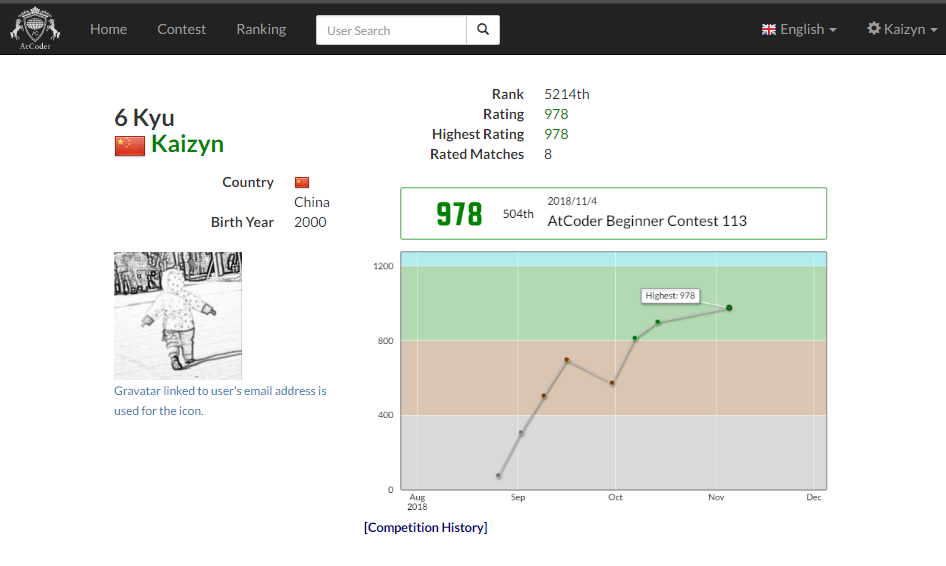 AtCoder
Home
Contest
Ranking
User Search
English
Kaizyn
6 Kyu
Kaizyn
Country
China
Birth Year 2000
Gravatar linked to user's email address is
used for the icon.
Rank 5214th
Rating 978
Highest Rating 978
Rated Matches 8
978 504th
2018/11/4
AtCoder Beginner Contest 113
1200
800
400
0
Highest: 978
Aug
2018
Sep
Oct
Nov
Dec
[Competition History]